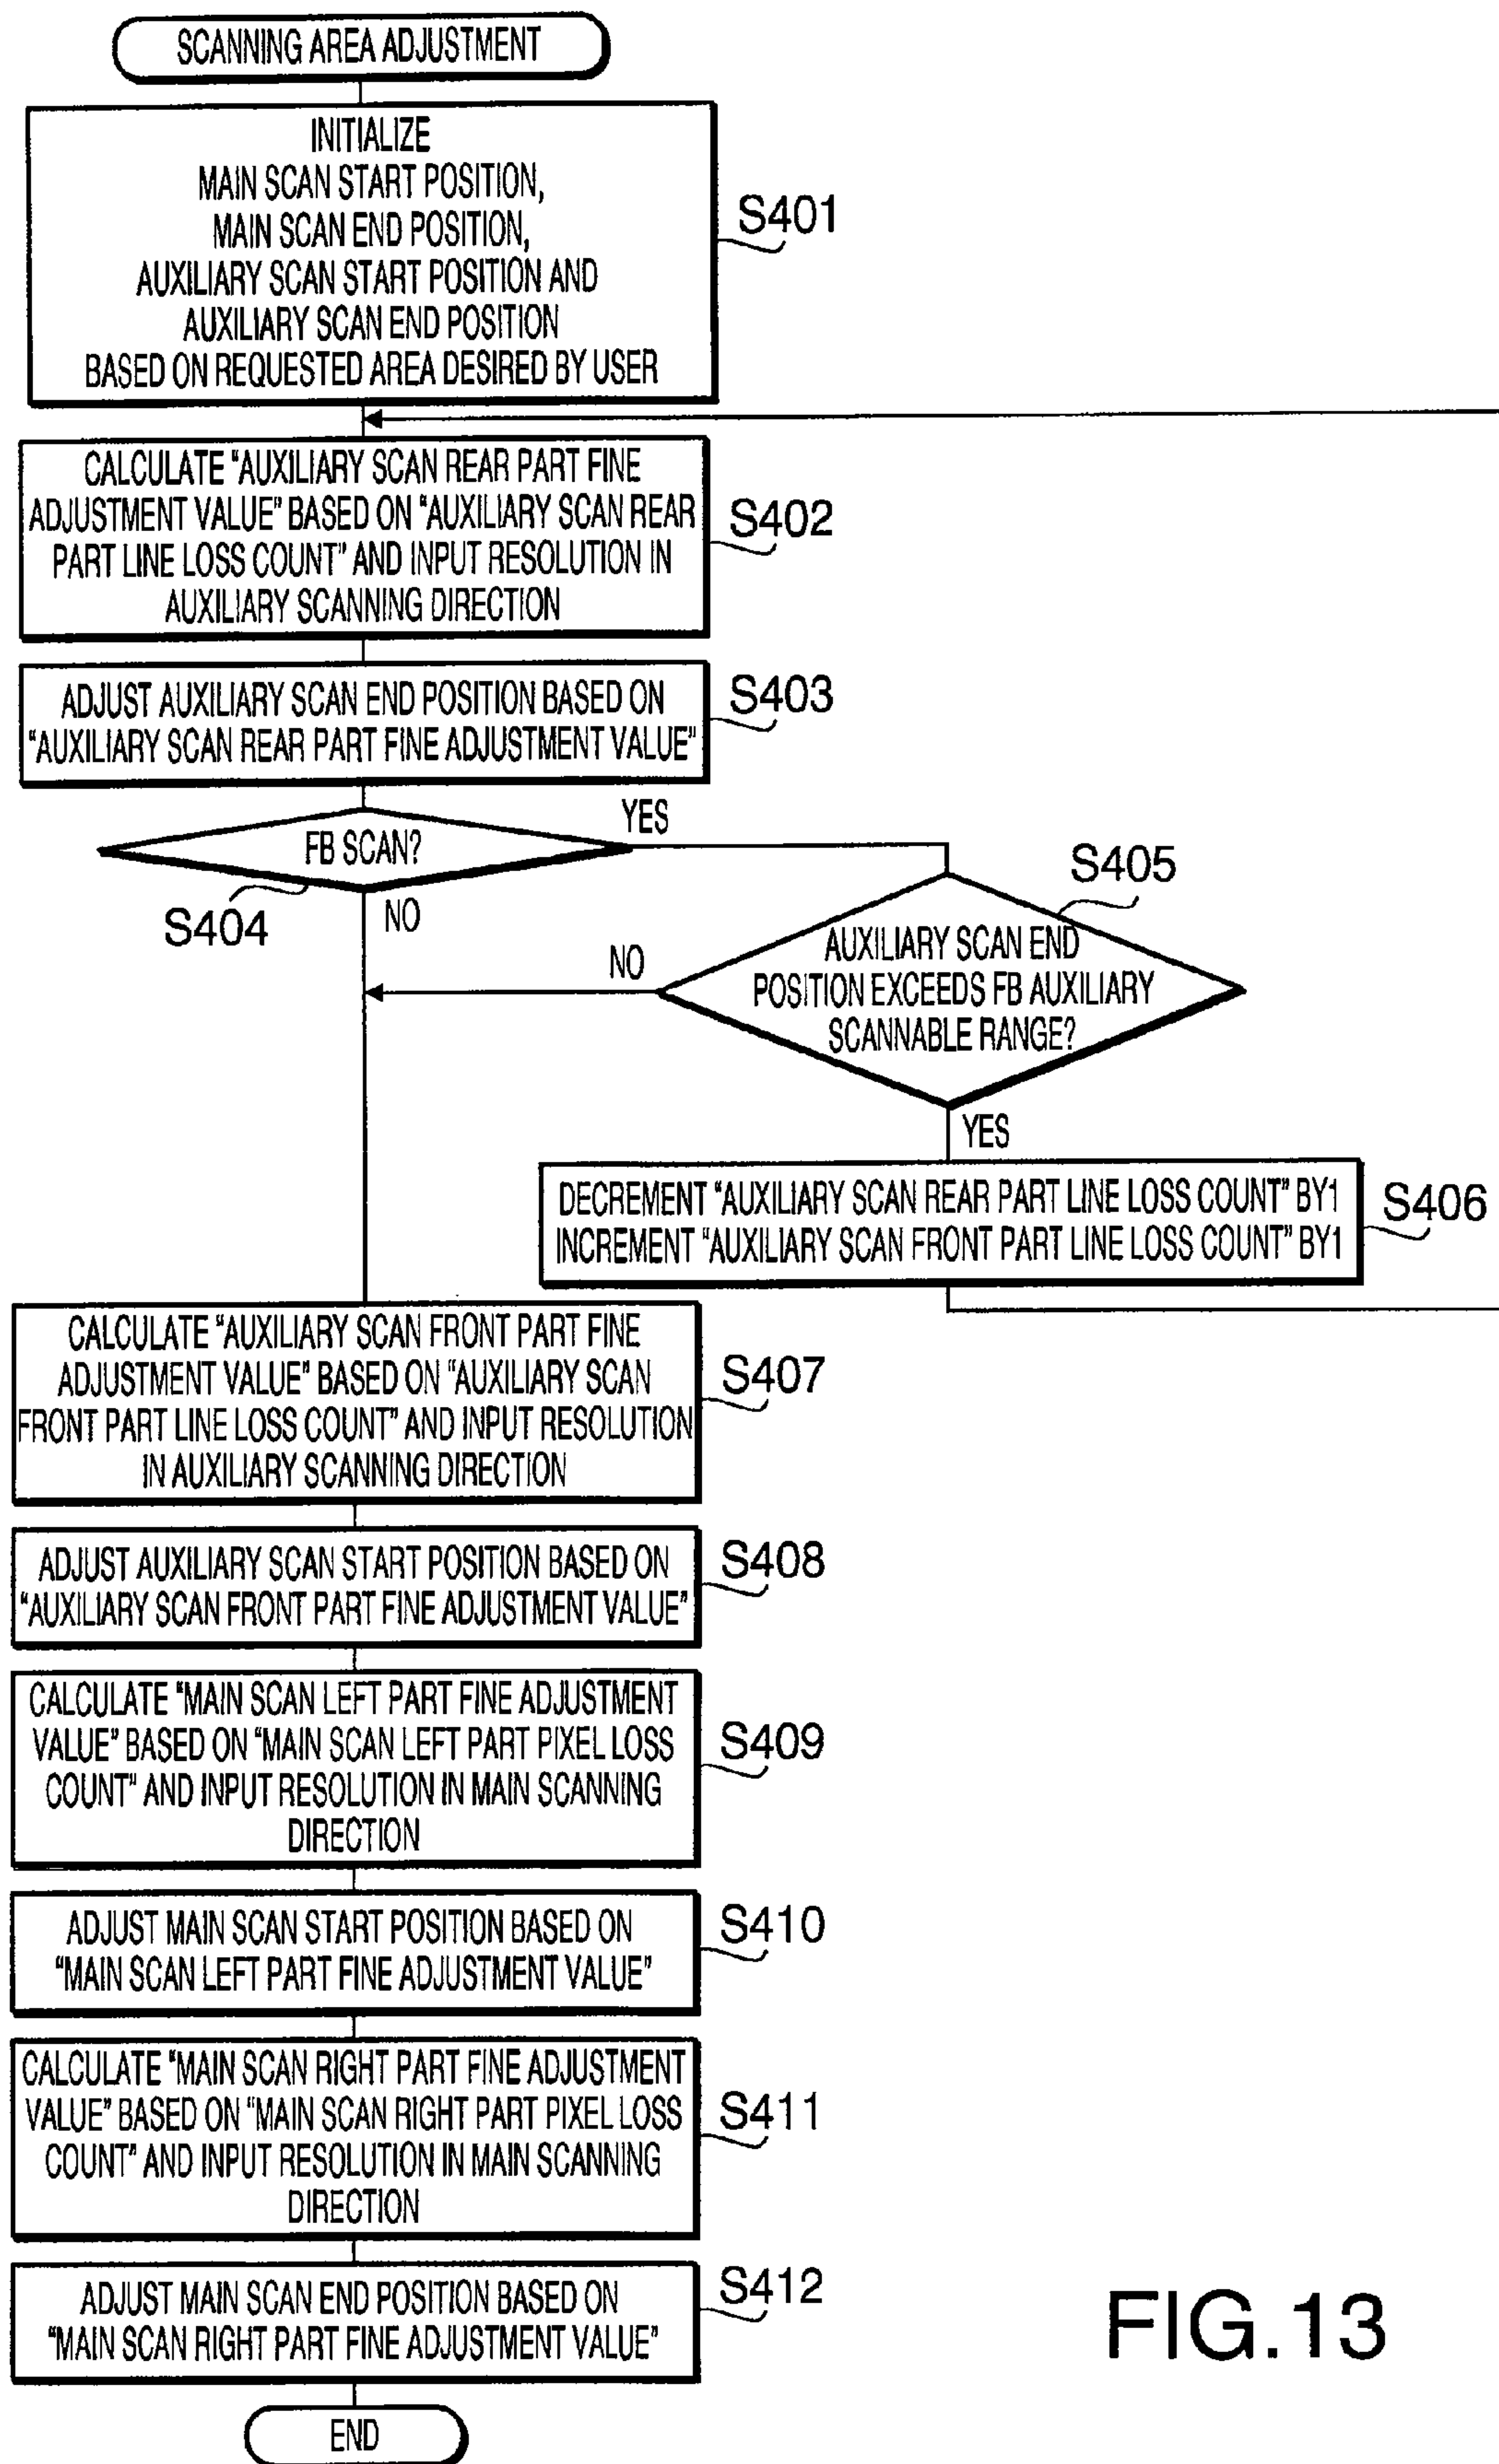 SCANNING AREA ADJUSTMENT
INITIALIZE
MAIN SCAN START POSITION,
MAIN SCAN END POSITION,
AUXILIARY SCAN START POSITION AND
AUXILIARY SCAN END POSITION
BASED ON REQUESTED AREA DESIRED BY USER
S401
CALCULATE "AUXILIARY SCAN REAR PART FINE
ADJUSTMENT VALUE" BASED ON "AUXILIARY SCAN REAR
PART LINE LOSS COUNT" AND INPUT RESOLUTION IN
AUXILIARY SCANNING DIRECTION
S402
ADJUST AUXILIARY SCAN END POSITION BASED ON
"AUXILIARY SCAN REAR PART FINE ADJUSTMENT VALUE"
S403
FB SCAN?
YES
S404
NO
S405
AUXILIARY SCAN END
POSITION EXCEEDS FB AUXILIARY
SCANNABLE RANGE?
NO
YES
DECREMENT "AUXILIARY SCAN REAR PART LINE LOSS COUNT" BY1
INCREMENT "AUXILIARY SCAN FRONT PART LINE LOSS COUNT" BY1
S406
CALCULATE "AUXILIARY SCAN FRONT PART FINE
ADJUSTMENT VALUE" BASED ON "AUXILIARY SCAN
FRONT PART LINE LOSS COUNT" AND INPUT RESOLUTION
IN AUXILIARY SCANNING DIRECTION
S407
ADJUST AUXILIARY SCAN START POSITION BASED ON
"AUXILIARY SCAN FRONT PART FINE ADJUSTMENT VALUE"
S408
CALCULATE "MAIN SCAN LEFT PART FINE ADJUSTMENT
VALUE" BASED ON "MAIN SCAN LEFT PART PIXEL LOSS
COUNT" AND INPUT RESOLUTION IN MAIN SCANNING
DIRECTION
S409
ADJUST MAIN SCAN START POSITION BASED ON
"MAIN SCAN LEFT PART FINE ADJUSTMENT VALUE"
S410
CALCULATE "MAIN SCAN RIGHT PART FINE ADJUSTMENT
VALUE" BASED ON "MAIN SCAN RIGHT PART PIXEL LOSS
COUNT" AND INPUT RESOLUTION IN MAIN SCANNING
DIRECTION
S411
ADJUST MAIN SCAN END POSITION BASED ON
"MAIN SCAN RIGHT PART FINE ADJUSTMENT VALUE"
S412
END
FIG.13